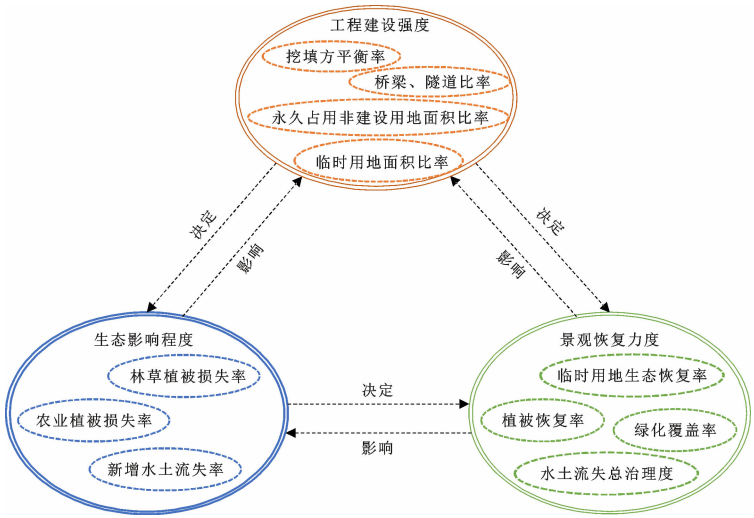 工程建设强度
挖填方平衡率
桥梁、隧道比率
永久占用非建设用地面积比率
临时用地面积比率
决定
影响
决定
影响
生态影响程度
林草植被损失率
农业植被损失率
新增水土流失率
决定
影响
景观恢复力度
临时用地生态恢复率
植被恢复率
绿化覆盖率
水土流失总治理度